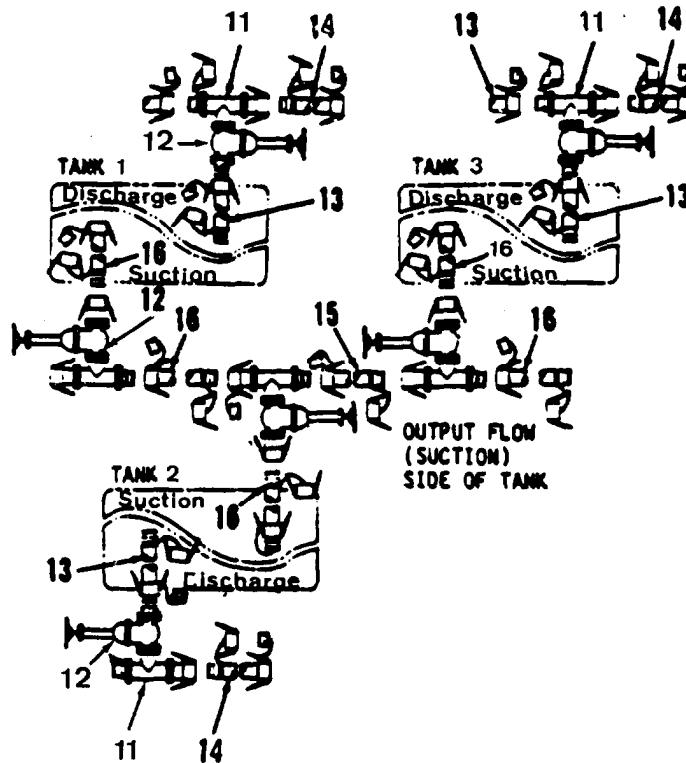 11 14 13 11 14
12
TANK 1 TANK 3
Discharge Discharge
13 13
16 16
Suction Suction
12
16 15 16
OUTPUT FLOW
(SUCTION)
SIDE OF TANK
TANK 2
Suction
16
13
Discharge
12
11 14